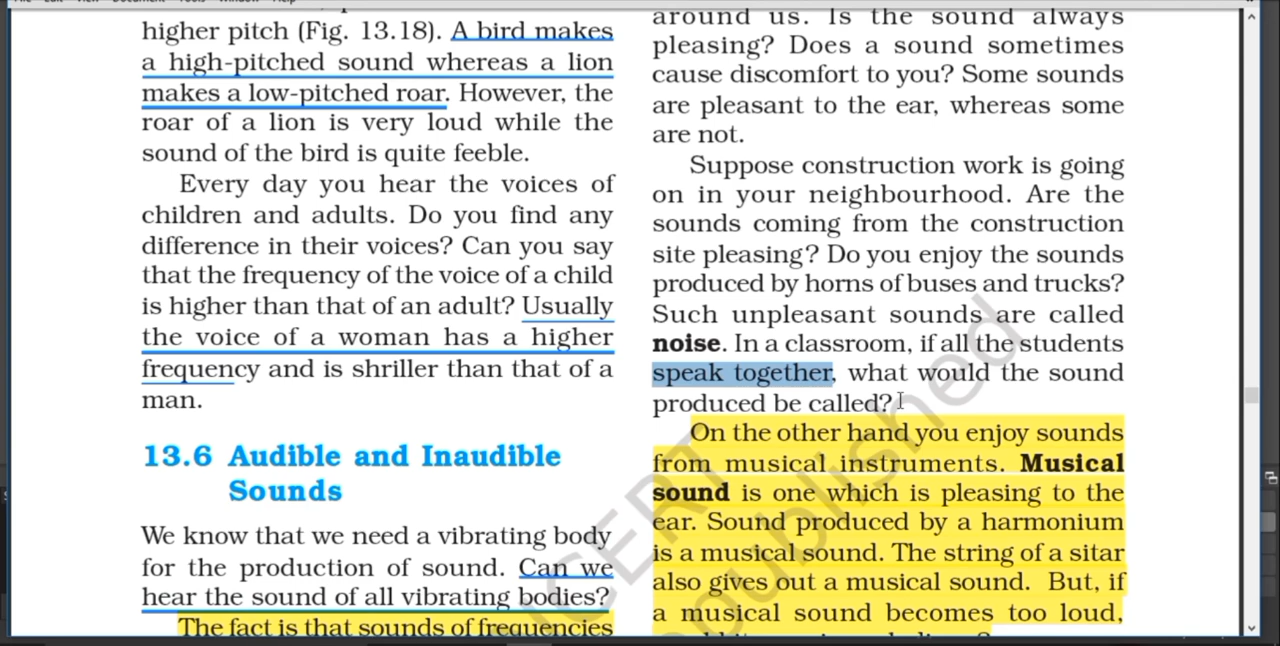 higher pitch (Fig. 13.18). A bird makes
a high-pitched sound whereas a lion
makes a low-pitched roar. However, the
roar of a lion is very loud while the
sound of the bird is quite feeble.
Every day you hear the voices of
children and adults. Do you find any
difference in their voices? Can you say
that the frequency of the voice of a child
is higher than that of an adult? Usually
the voice of a woman has a higher
frequency and is shriller than that of a
man.
13.6 Audible and Inaudible
Sounds
We know that we need a vibrating body
for the production of sound. Can we
hear the sound of all vibrating bodies?
The fact is that sounds of frequencies
around us. Is the sound always
pleasing? Does a sound sometimes
cause discomfort to you? Some sounds
are pleasant to the ear, whereas some
are not.
Suppose construction work is going
on in your neighbourhood. Are the
sounds coming from the construction
site pleasing? Do you enjoy the sounds
produced by horns of buses and trucks?
Such unpleasant sounds are called
noise. In a classroom, if all the students
speak together, what would the sound
produced be called?
On the other hand you enjoy sounds
from musical instruments. Musical
sound is one which is pleasing to the
ear. Sound produced by a harmonium
is a musical sound. The string of a sitar
also gives out a musical sound. But, if
a musical sound becomes too loud,